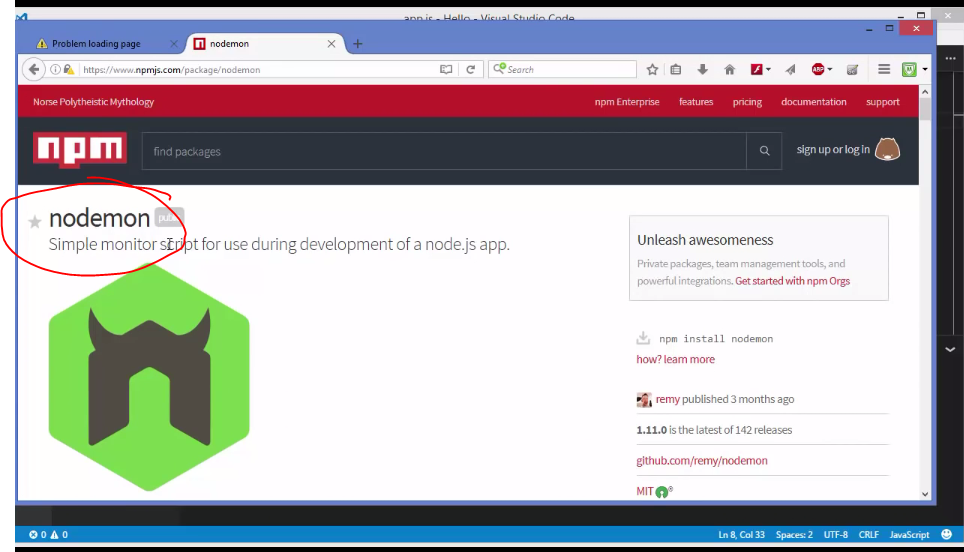 app.js - Hello - Visual Studio Code
Problem loading page
nodemon
https://www.npmjs.com/package/nodemon
Search
ABP
Norse Polytheistic Mythology
npm Enterprise features pricing documentation support
npm
find packages
sign up or log in
nodemon
Simple monitor script for use during development of a node.js app.
Unleash awesomeness
Private packages, team management tools, and
powerful integrations. Get started with npm Orgs
npm install nodemon
how? learn more
remy published 3 months ago
1.11.0 is the latest of 142 releases
github.com/remy/nodemon
MIT
0 0
Ln 8, Col 33 Spaces: 2 UTF-8 CRLF JavaScript